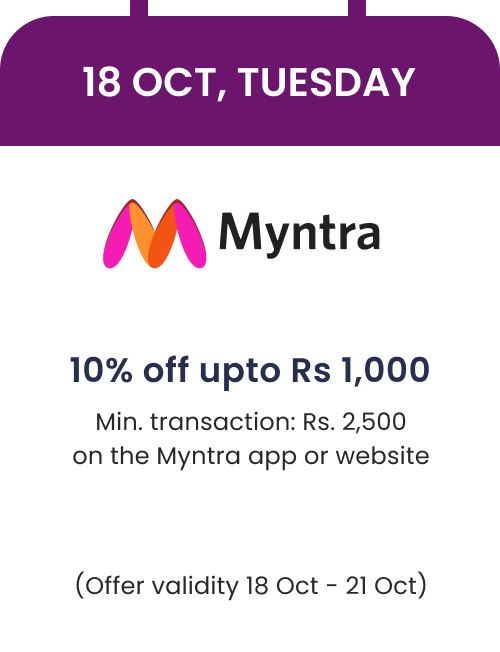 18 OCT, TUESDAY
Myntra
10% off upto Rs 1,000
Min. transaction: Rs. 2,500
on the Myntra app or website
(Offer validity 18 Oct - 21 Oct)